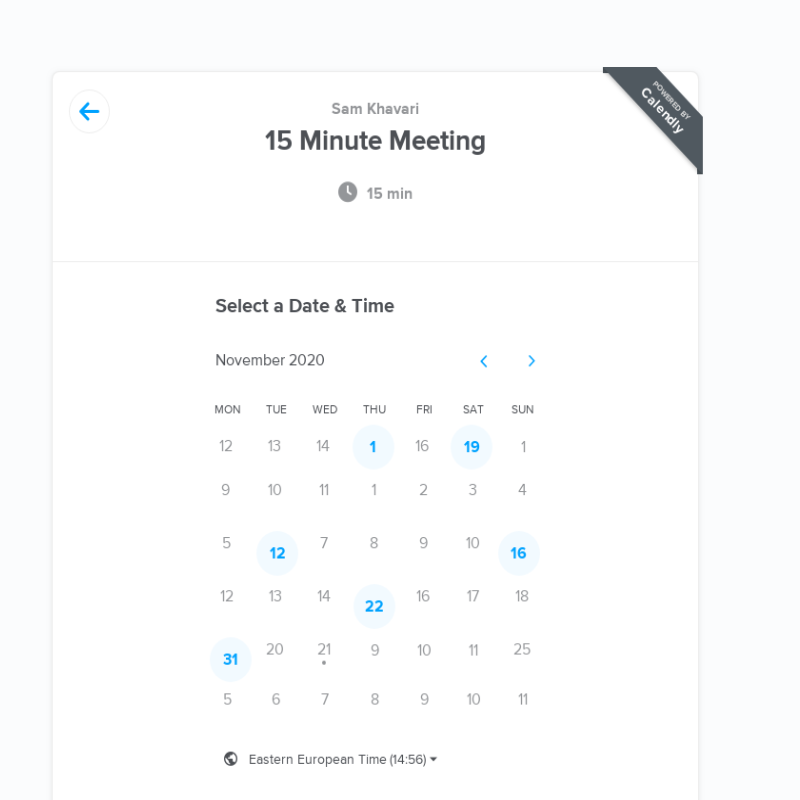 POWERED BY
Calendly
Sam Khavari
15 Minute Meeting
15 min
Select a Date & Time
November 2020
MON TUE WED THU FRI SAT SUN
12 13 14 1 16 19 1
9 10 11 1 2 3 4
5 12 7 8 9 10 16
12 13 14 22 16 17 18
31 20 21 9 10 11 25
5 6 7 8 9 10 11
Eastern European Time (14:56)